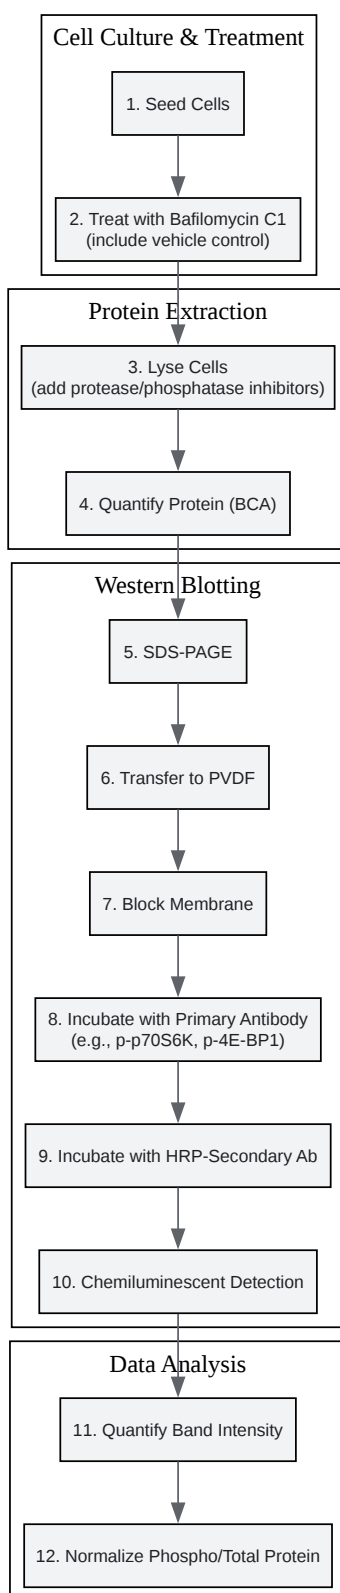 Cell Culture & Treatment
1. Seed Cells
2. Treat with Bafilomycin C1
(include vehicle control)
Protein Extraction
3. Lyse Cells
(add protease/phosphatase inhibitors)
4. Quantify Protein (BCA)
Western Blotting
5. SDS-PAGE
6. Transfer to PVDF
7. Block Membrane
8. Incubate with Primary Antibody
(e.g., p-p70S6K, p-4E-BP1)
9. Incubate with HRP-Secondary Ab
10. Chemiluminescent Detection
Data Analysis
11. Quantify Band Intensity
12. Normalize Phospho/Total Protein